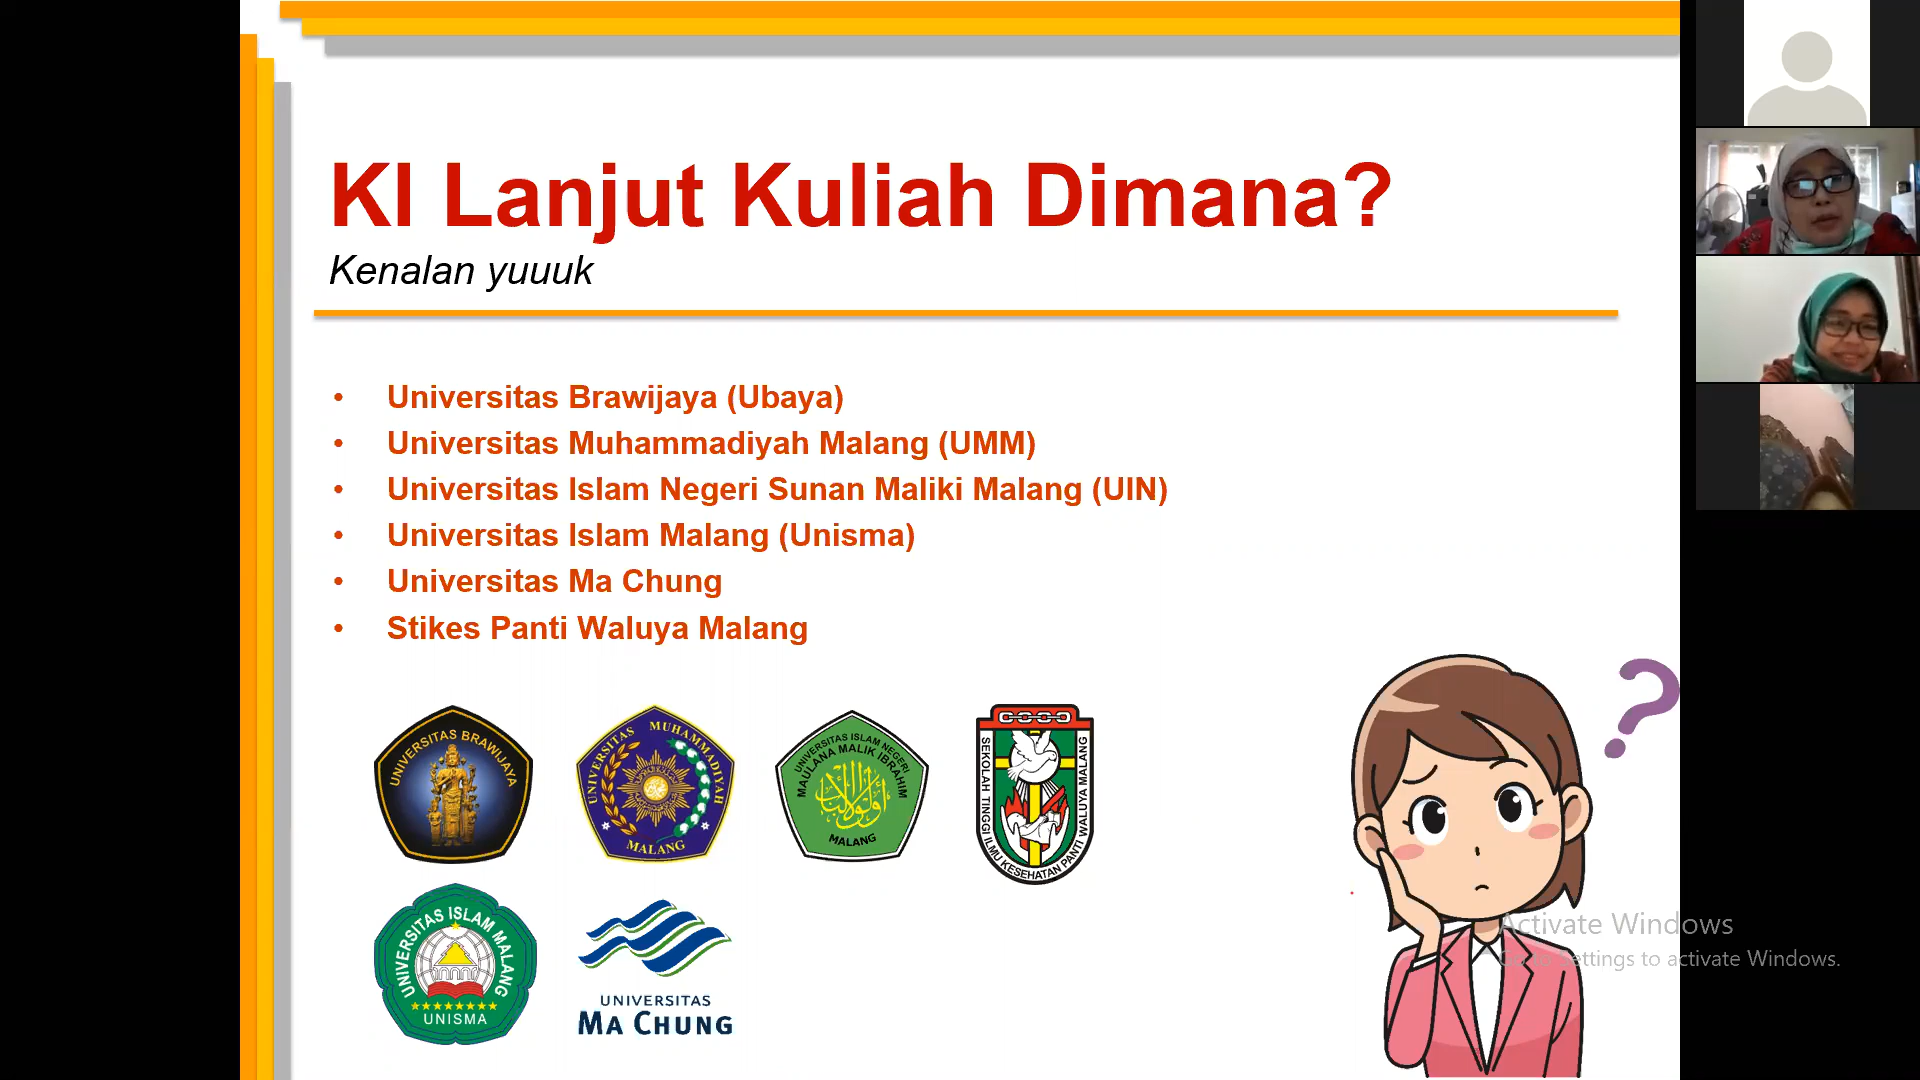 KI Lanjut Kuliah Dimana?
Kenalan yuuuk
• Universitas Brawijaya (Ubaya)
• Universitas Muhammadiyah Malang (UMM)
• Universitas Islam Negeri Sunan Maliki Malang (UIN)
• Universitas Islam Malang (Unisma)
• Universitas Ma Chung
• Stikes Panti Waluya Malang
UNIVERSITAS BRAWIJAYA
UNIVERSITAS MUHAMMADIYAH
MALANG
UNIVERSITAS ISLAM NEGERI
MAULANA MALIK IBRAHIM
MALANG
SEKOLAH TINGGI ILMU KESEHATAN PANTI WALUYA MALANG
UNIVERSITAS ISLAM MALANG
UNISMA
UNIVERSITAS
MA CHUNG
?
Activate Windows
Settings to activate Windows.